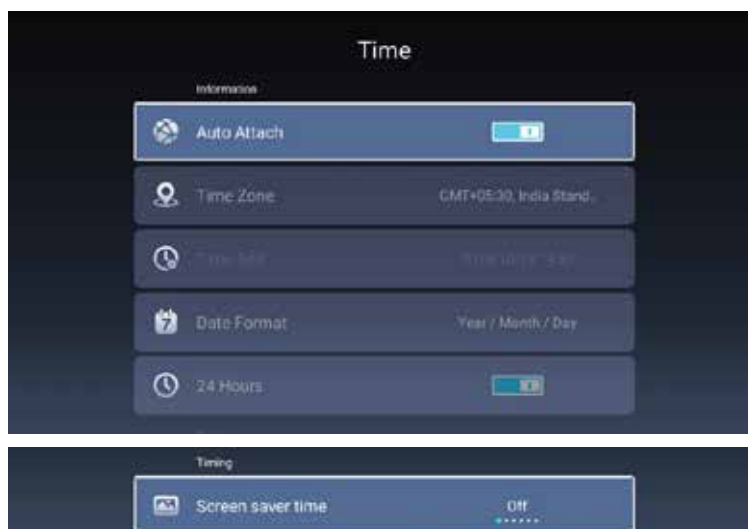 Time
Information
Auto Attach
Time Zone GMT+05:30, India Stand..
Date Format Year / Month / Day
24 Hours
Timing
Screen saver time Off